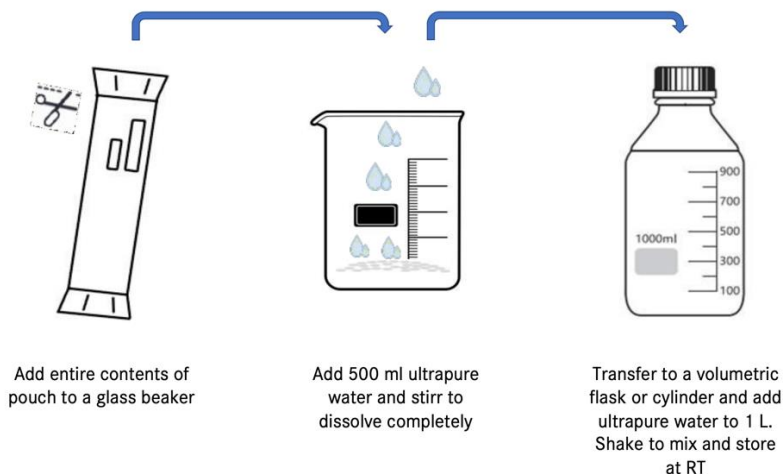 900
700
500
1000ml
300
100
Add entire contents of
pouch to a glass beaker
Add 500 ml ultrapure
water and stirr to
dissolve completely
Transfer to a volumetric
flask or cylinder and add
ultrapure water to 1 L.
Shake to mix and store
at RT